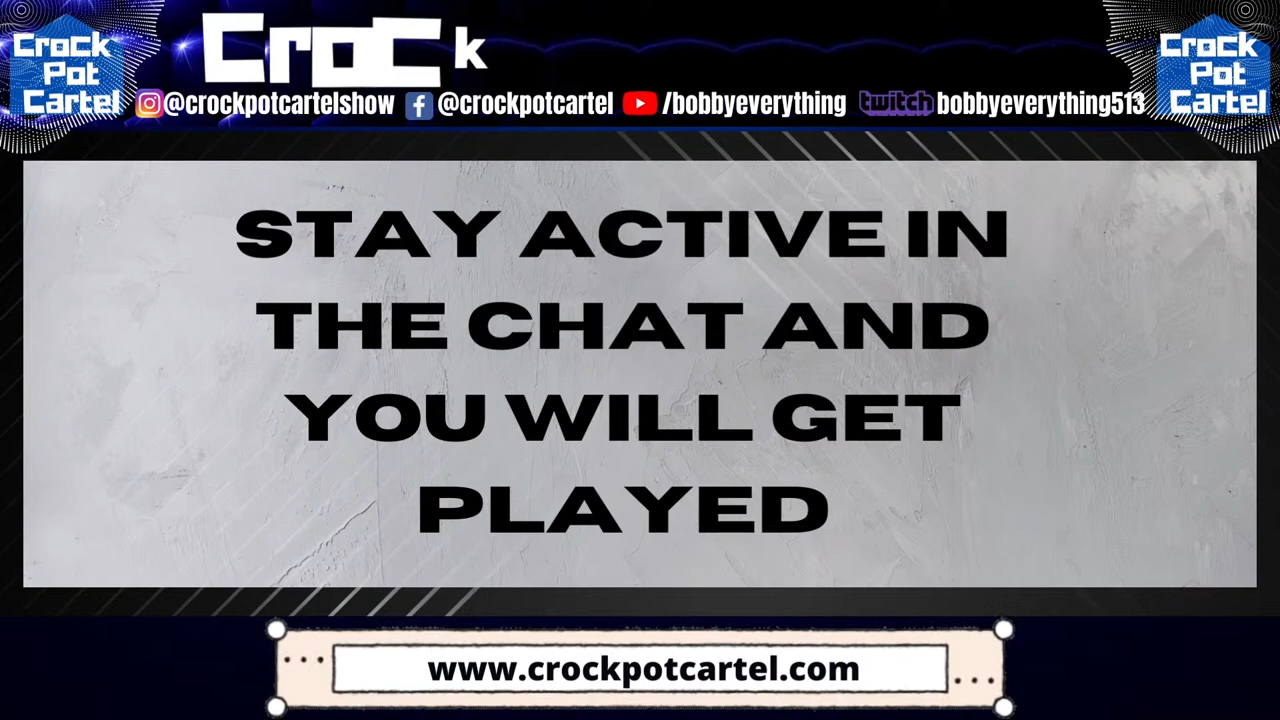 Crock
Pot
Cartel
CroCk
@crockpotcartelshow @crockpotcartel /bobbyeverything twitch bobbyeverything513
Crock
Pot
Cartel
STAY ACTIVE IN
THE CHAT AND
YOU WILL GET
PLAYED
www.crockpotcartel.com